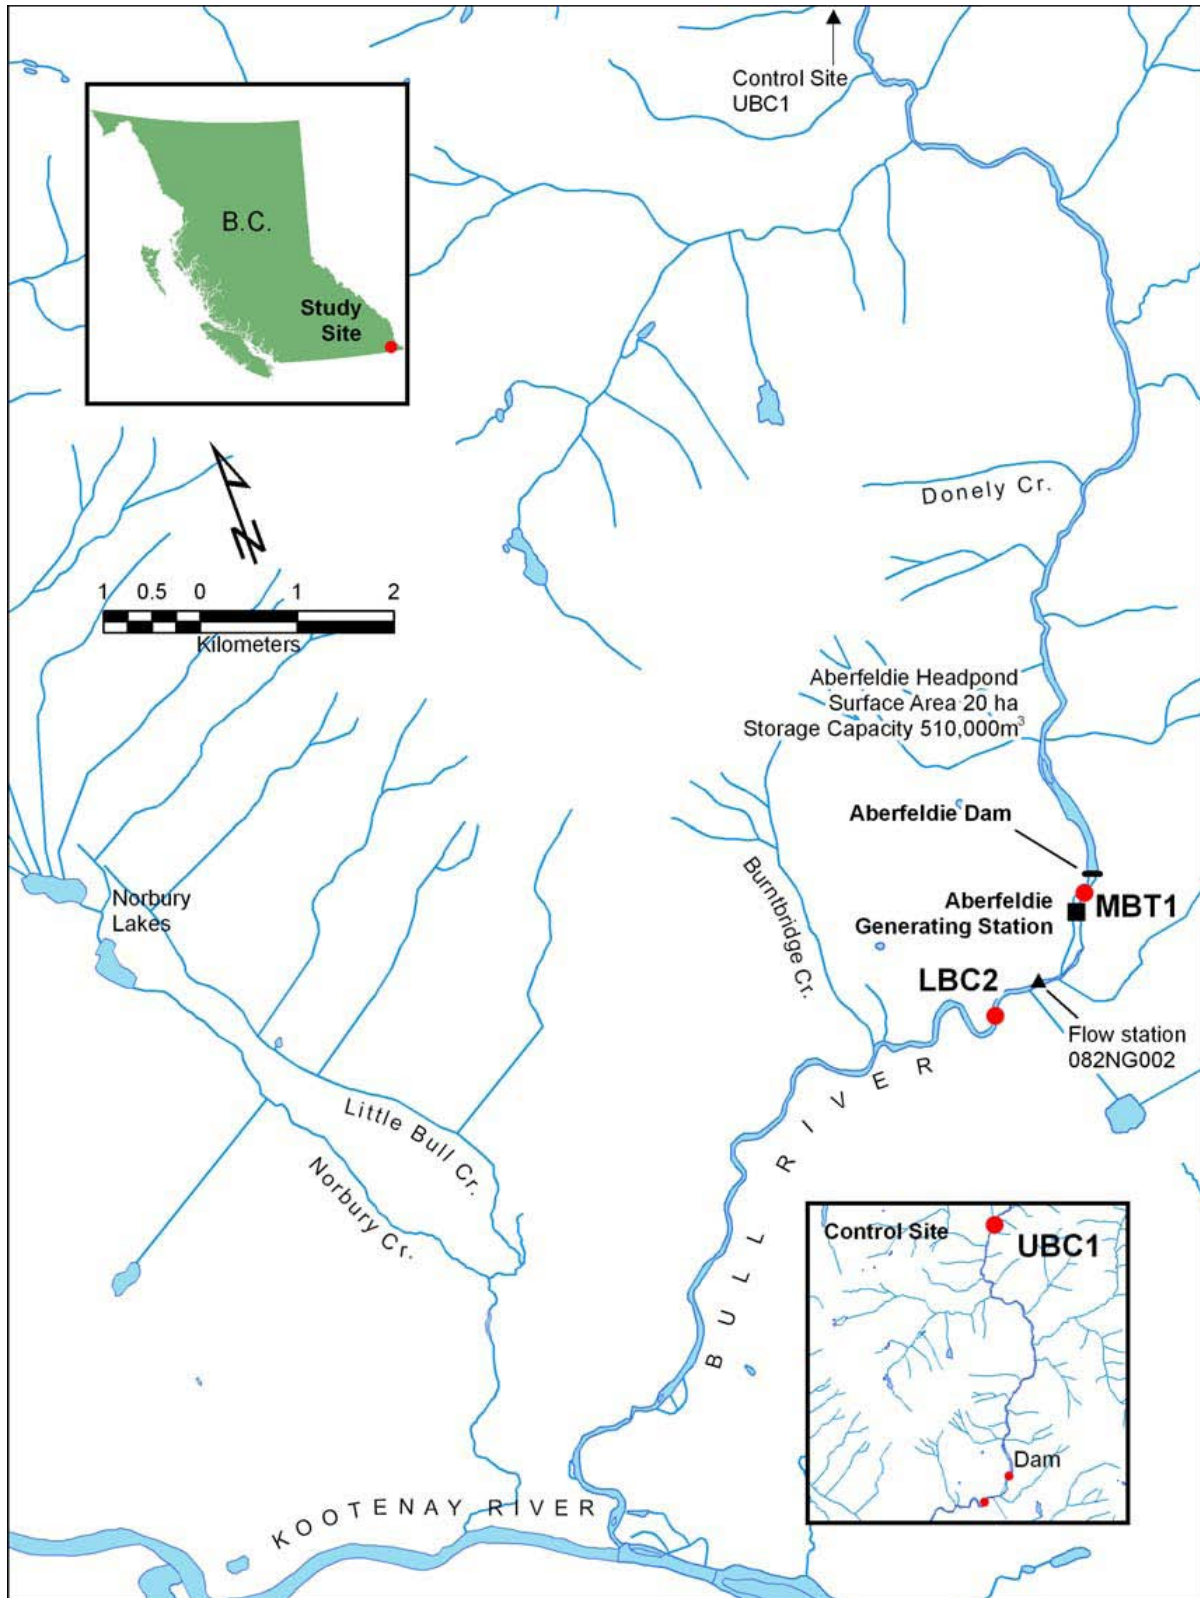 Control Site
UBC1
B.C.
Study
Site
N
Donely Cr.
1 0.5 0 1 2
Kilometers
Aberfeldie Headpond
Surface Area 20 ha
Storage Capacity 510,000m³
Aberfeldie Dam
Burntbridge Cr.
Norbury
Lakes
Aberfeldie
Generating Station
MBT1
LBC2
Flow station
082NG002
Little Bull Cr.
Norbury Cr.
BULL RIVER
Control Site
UBC1
Dam
KOOTENAY RIVER